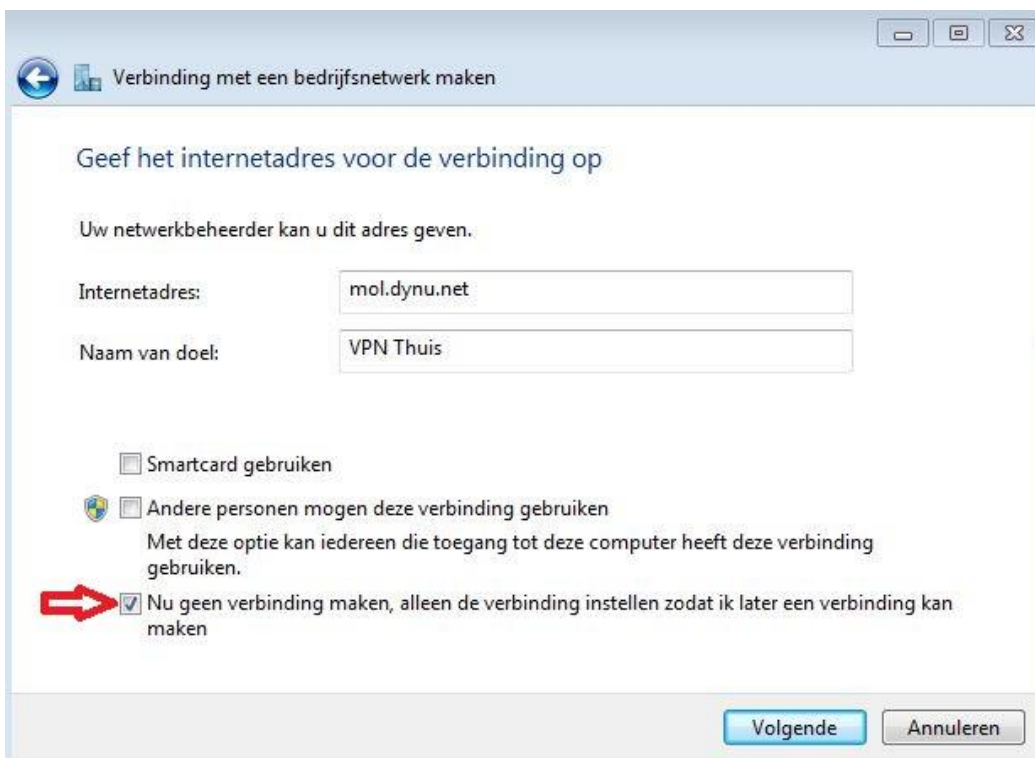 Verbinding met een bedrijfsnetwerk maken
Geef het internetadres voor de verbinding op
Uw netwerkbeheerder kan u dit adres geven.
Internetadres: mol.dynu.net
Naam van doel: VPN Thuis
Smartcard gebruiken
Andere personen mogen deze verbinding gebruiken
Met deze optie kan iedereen die toegang tot deze computer heeft deze verbinding
gebruiken.
Nu geen verbinding maken, alleen de verbinding instellen zodat ik later een verbinding kan
maken
Volgende Annuleren